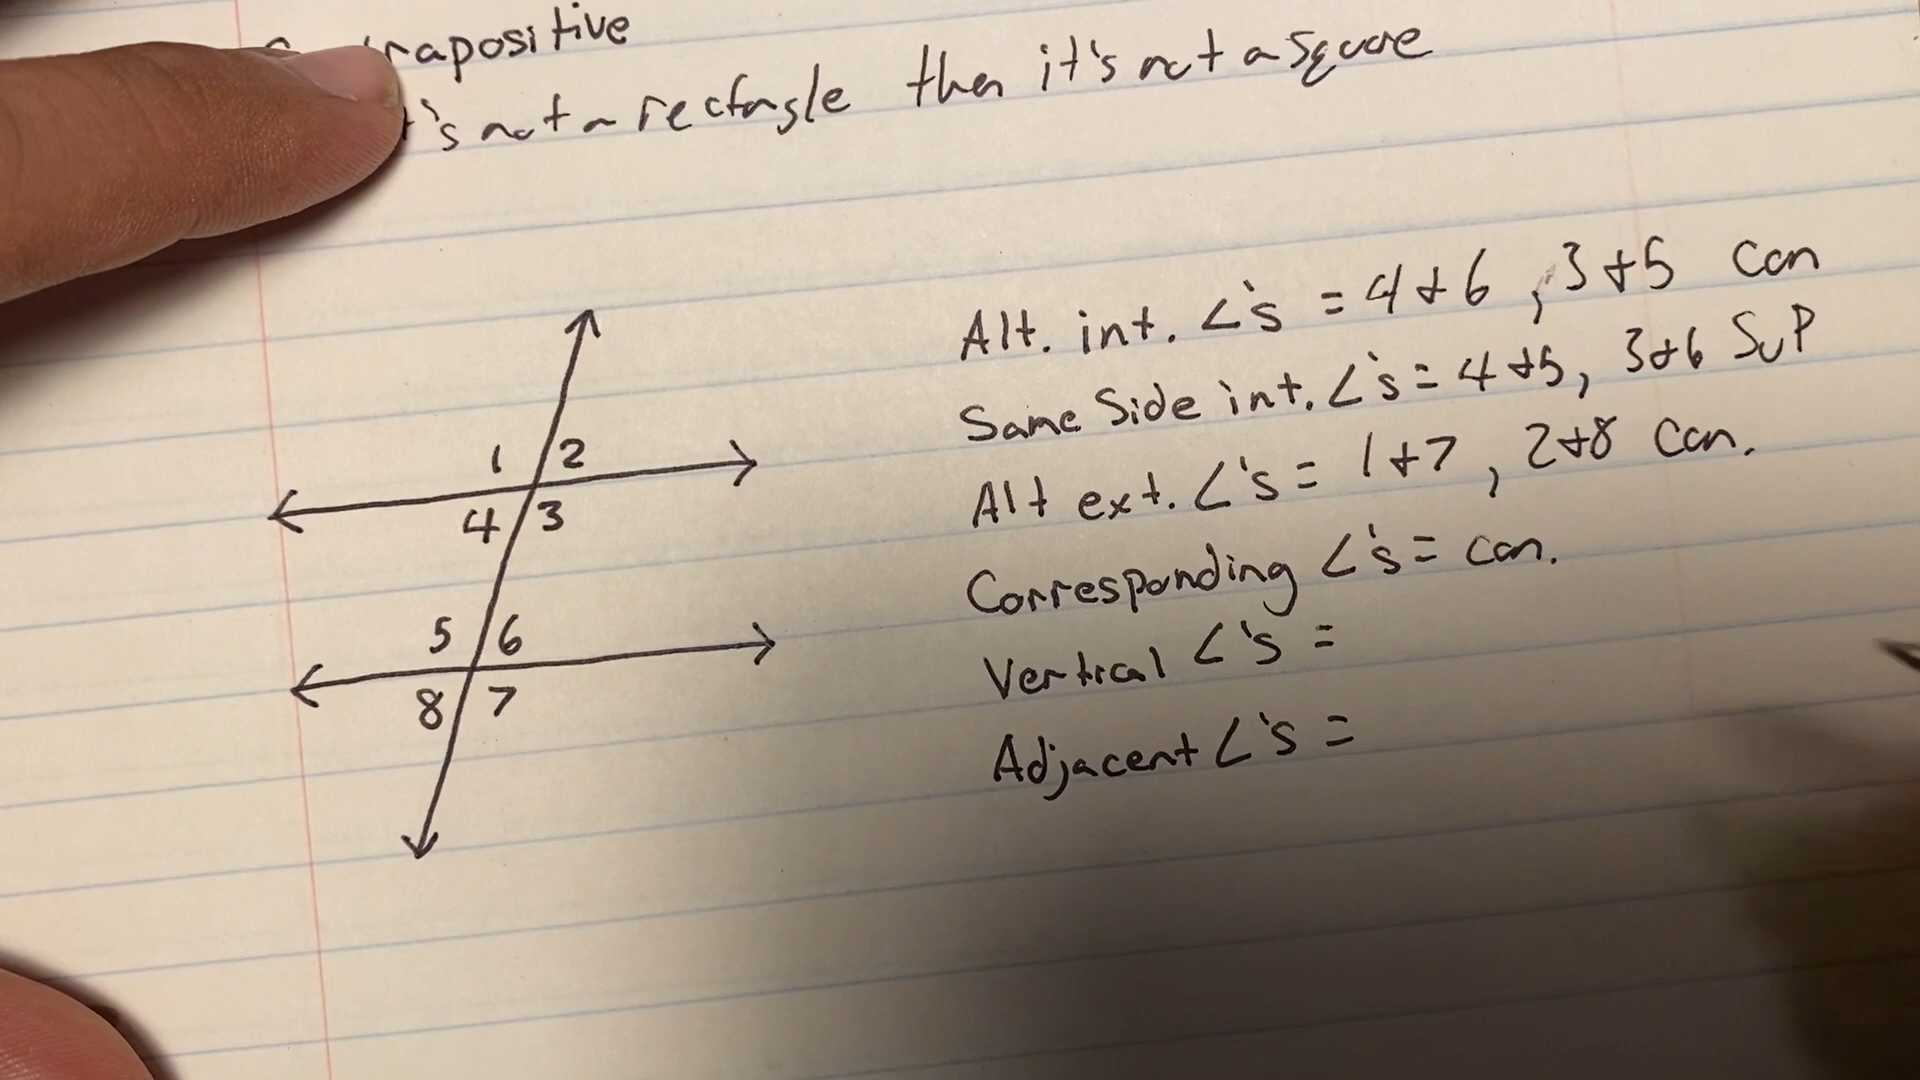 rapositive
's not a rectangle then it's not a square
Alt. int. ∠'s = 4 + 6 , 3 + 5 con
Same Side int. ∠'s = 4 + 5, 3 + 6 Sup
Alt ext. ∠'s = 1 + 7 , 2 + 8 con.
Corresponding ∠'s = con.
Vertical ∠'s =
Adjacent ∠'s =
1 2
4 3
5 6
8 7